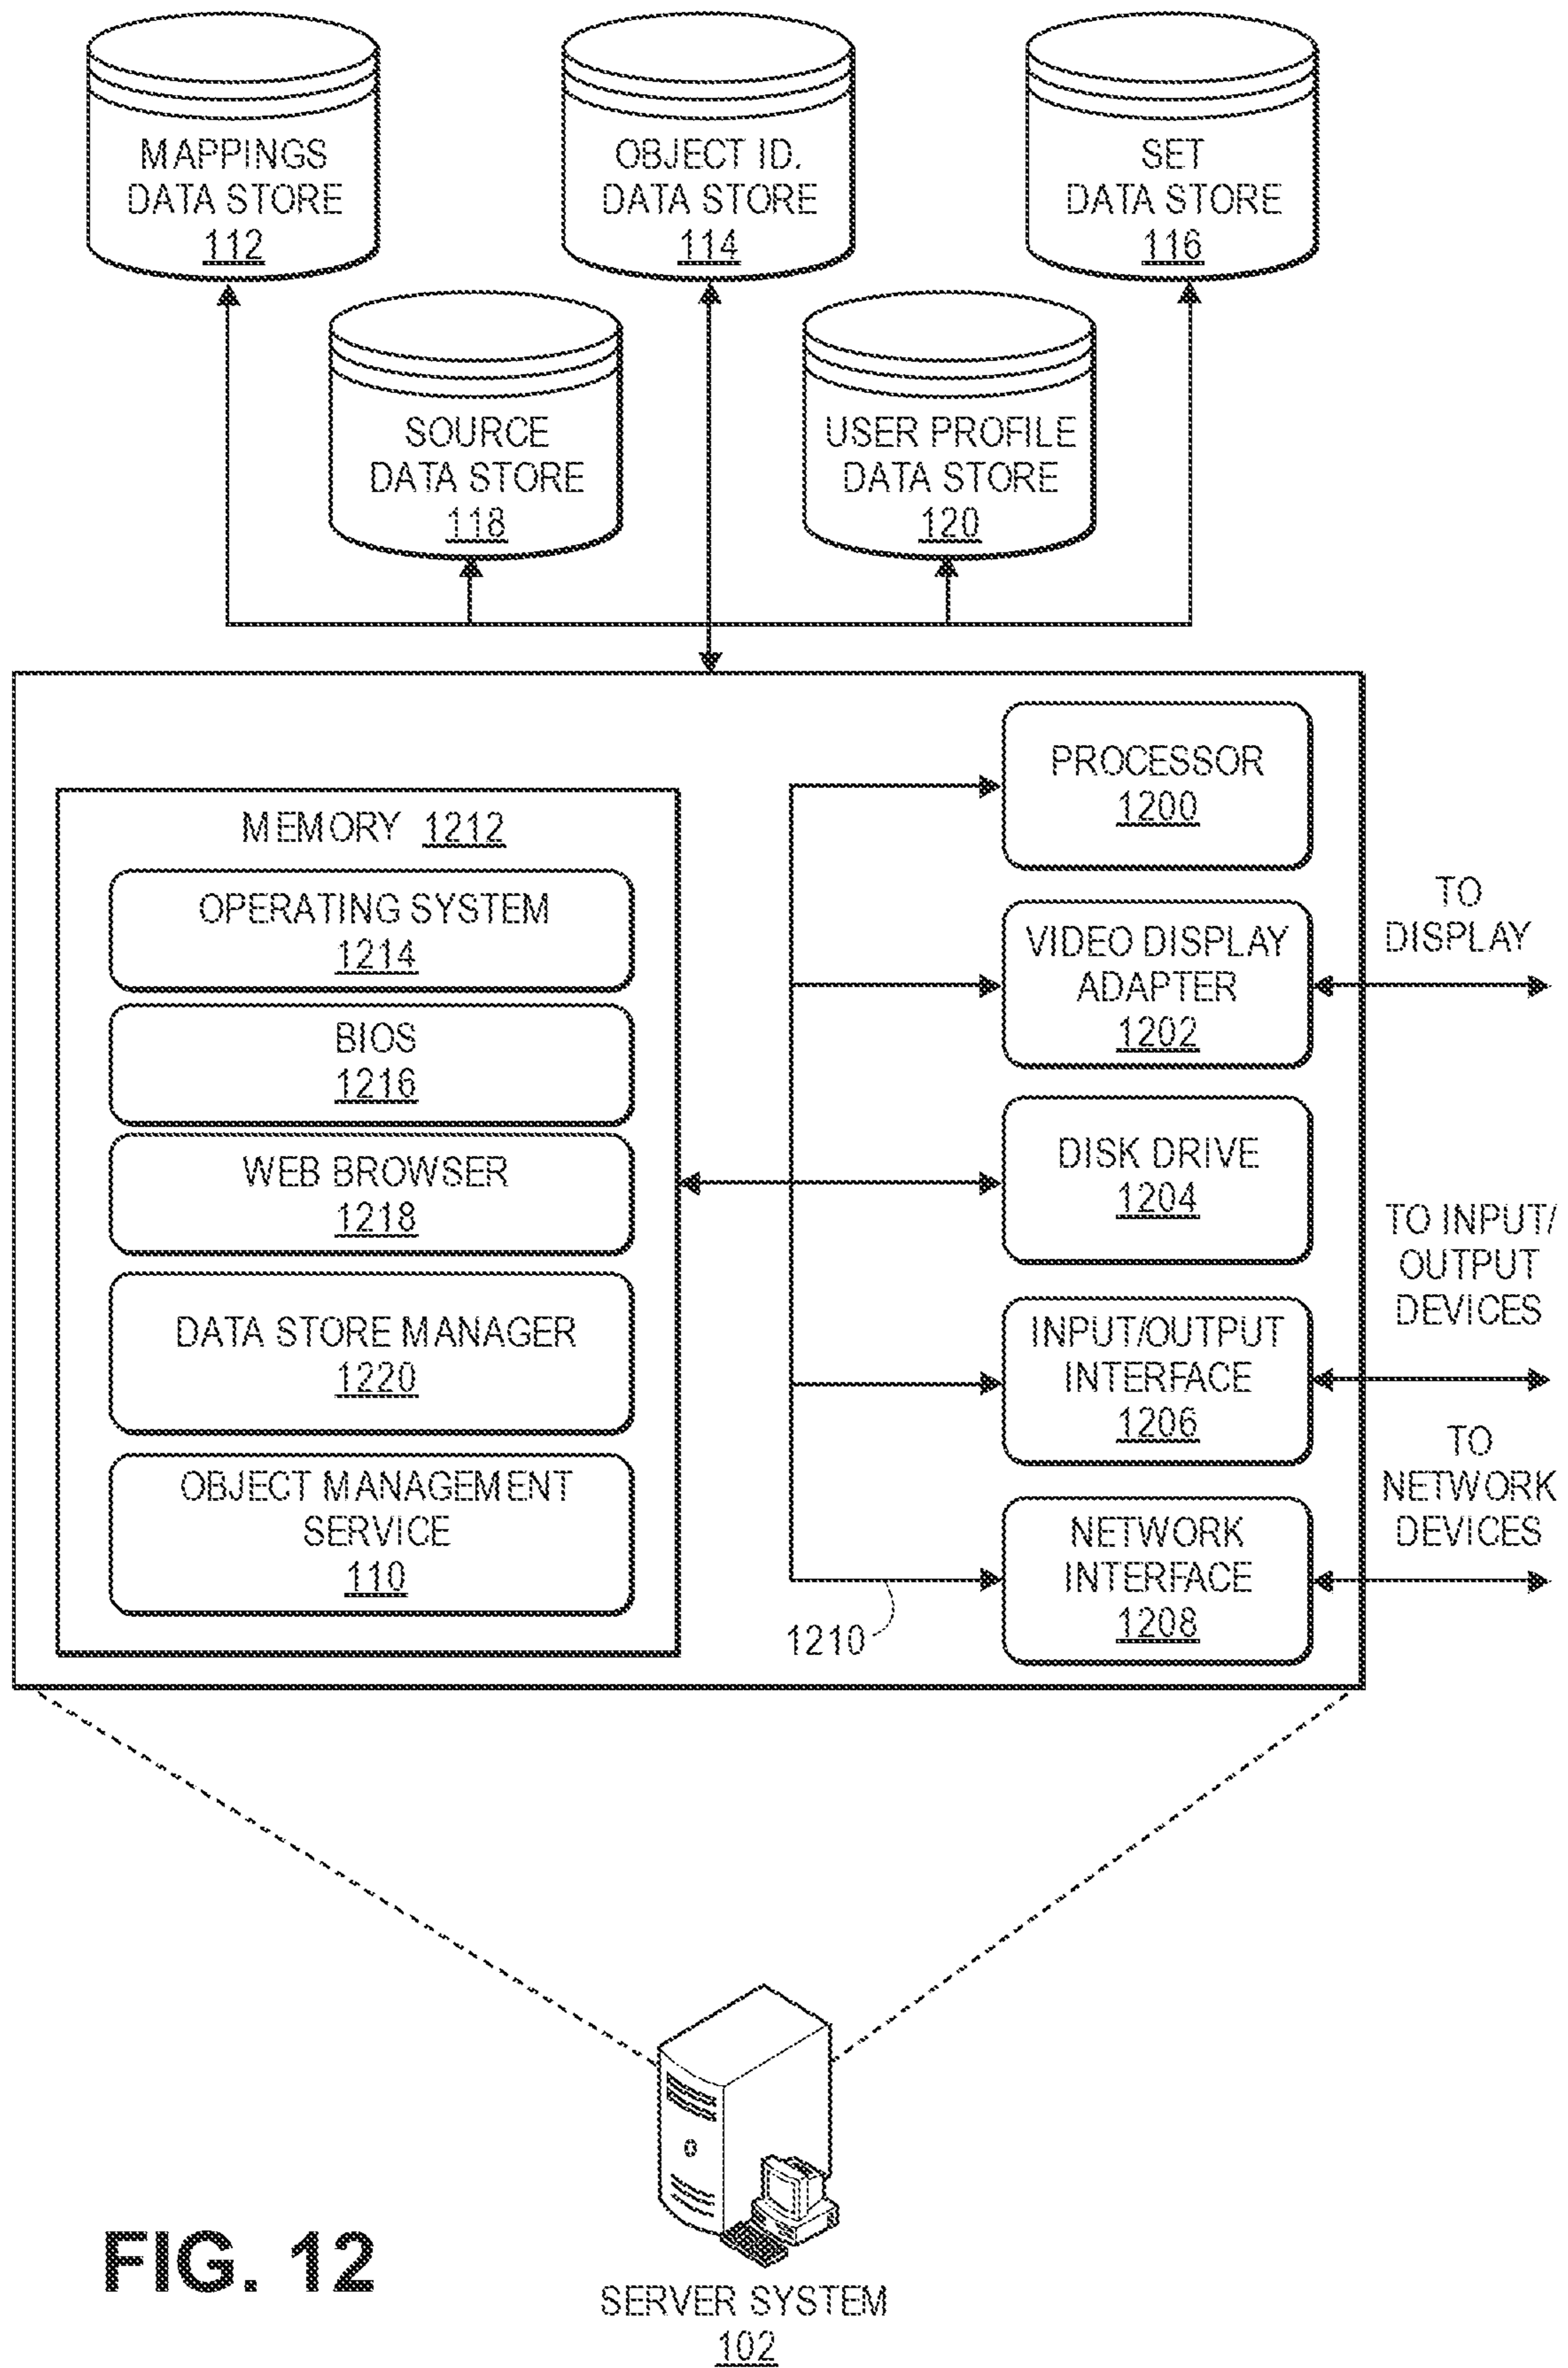 MAPPINGS
DATA STORE
112
OBJECT ID.
DATA STORE
114
SET
DATA STORE
116
SOURCE
DATA STORE
118
USER PROFILE
DATA STORE
120
MEMORY 1212
OPERATING SYSTEM
1214
BIOS
1216
WEB BROWSER
1218
DATA STORE MANAGER
1220
OBJECT MANAGEMENT
SERVICE
110
PROCESSOR
1200
VIDEO DISPLAY
ADAPTER
1202
DISK DRIVE
1204
INPUT/OUTPUT
INTERFACE
1206
NETWORK
INTERFACE
1208
1210
TO
DISPLAY
TO INPUT/
OUTPUT
DEVICES
TO
NETWORK
DEVICES
FIG. 12
SERVER SYSTEM
102